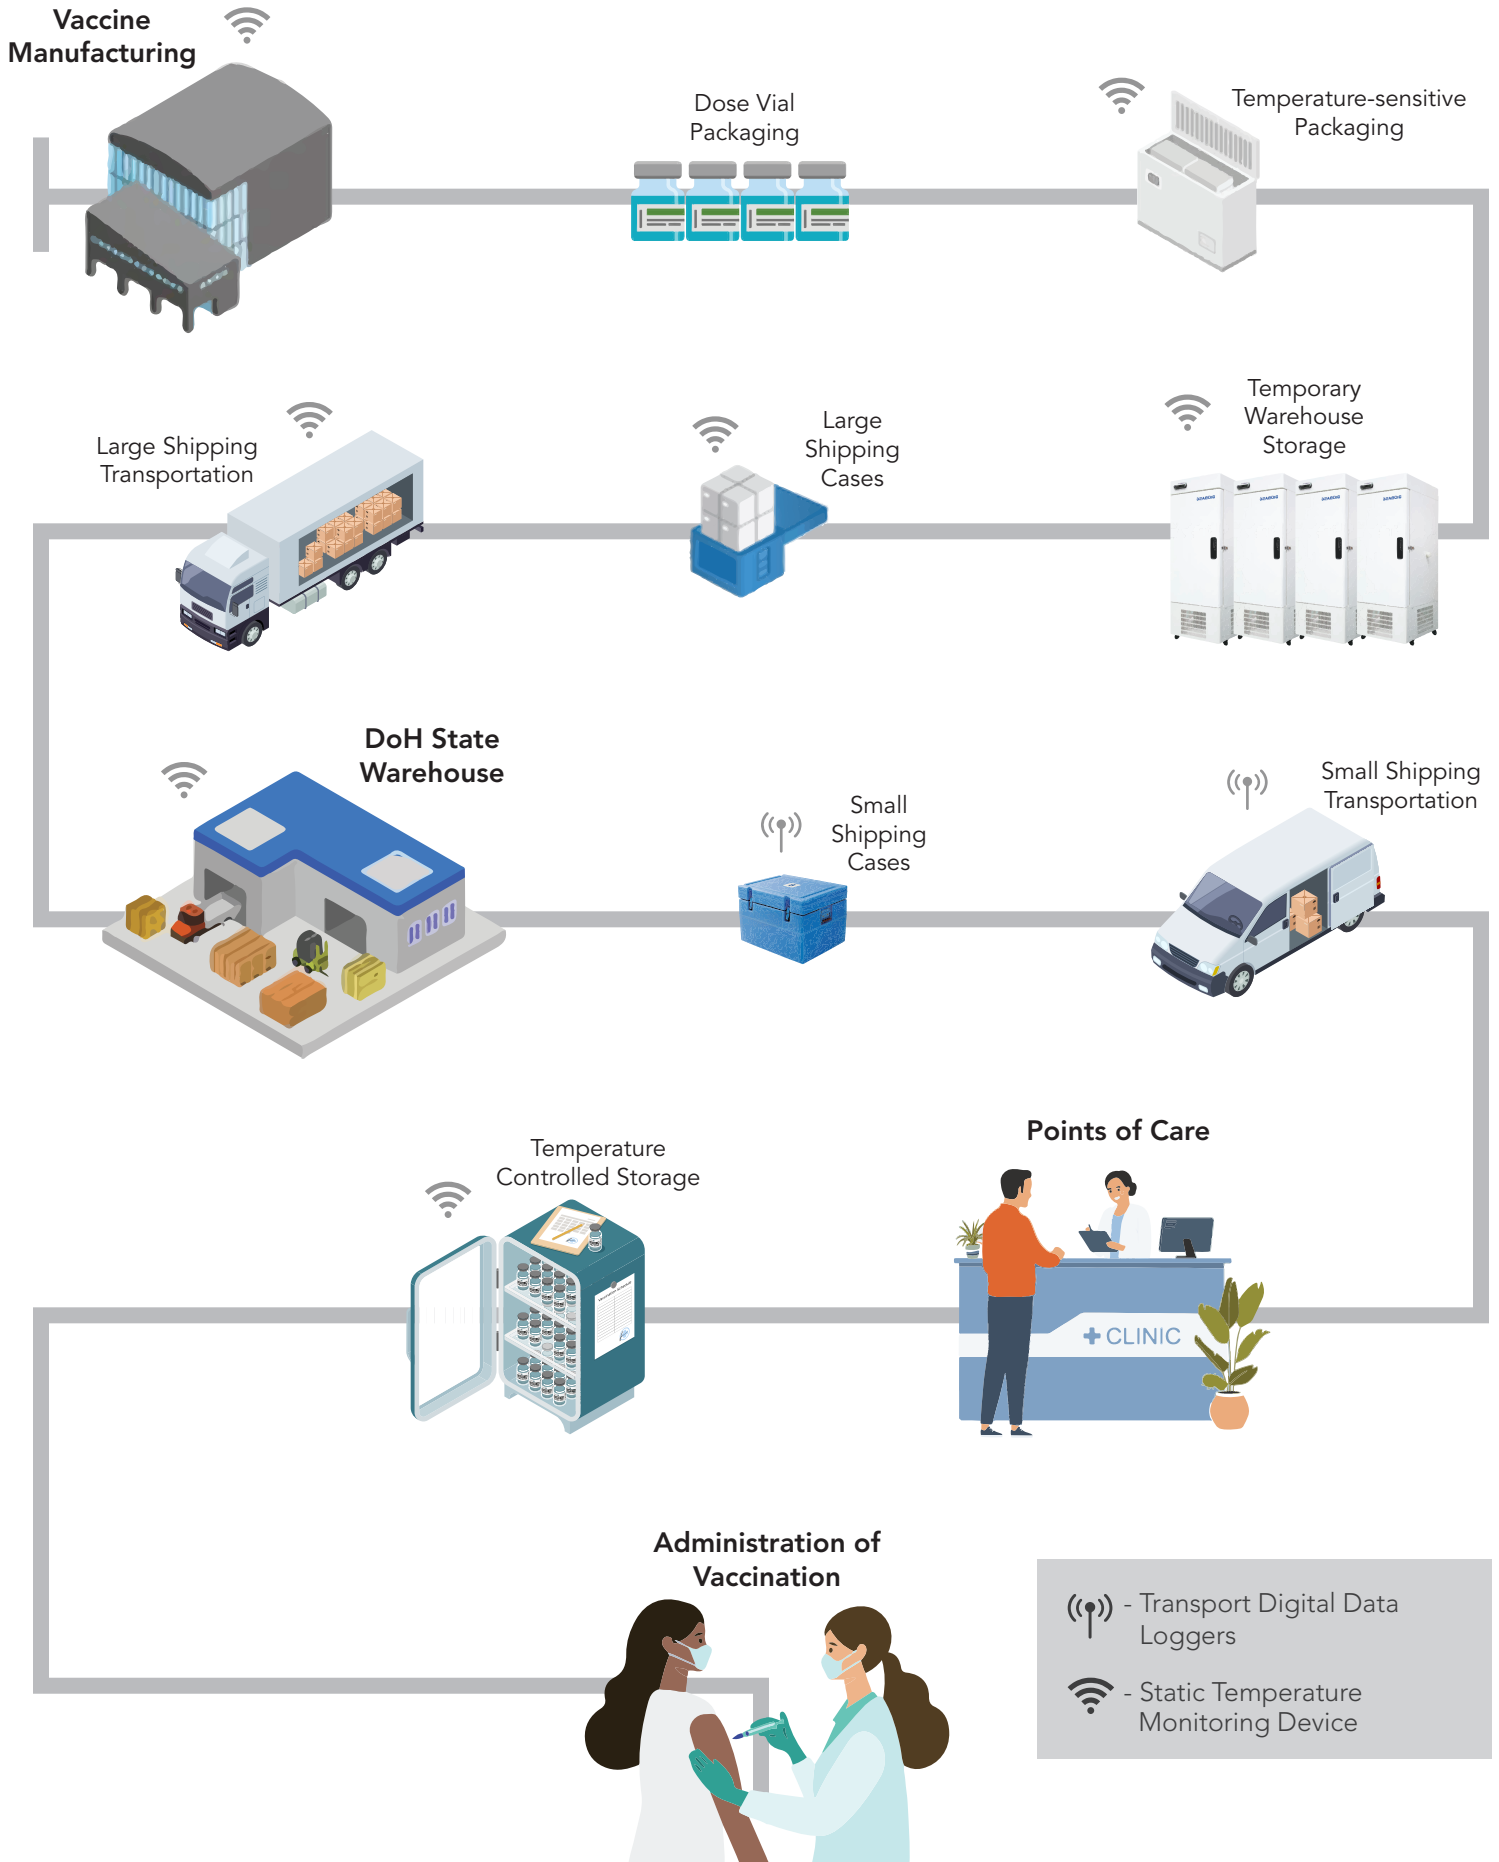 Vaccine
Manufacturing
Dose Vial
Packaging
Temperature-sensitive
Packaging
Large Shipping
Transportation
Large
Shipping
Cases
Temporary
Warehouse
Storage
DoH State
Warehouse
Small
Shipping
Cases
Small Shipping
Transportation
Temperature
Controlled Storage
Points of Care
+ CLINIC
Administration of
Vaccination
- Transport Digital Data
Loggers
- Static Temperature
Monitoring Device